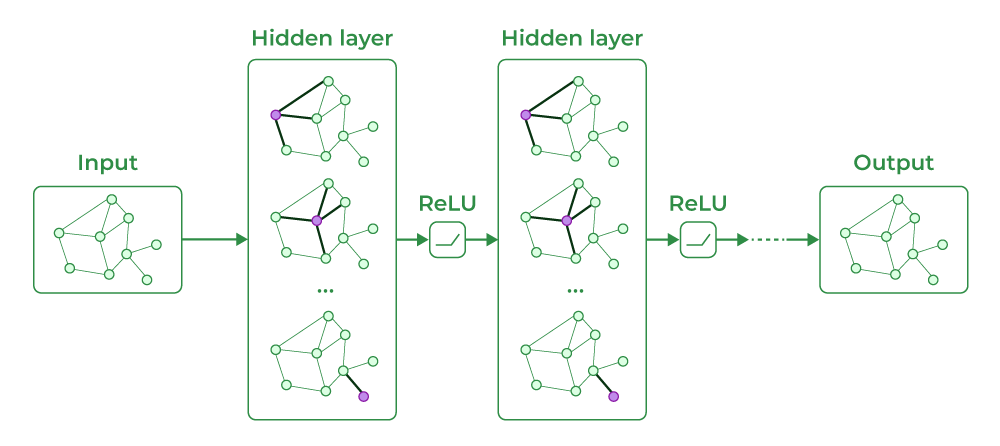 Hidden layer
Hidden layer
Input
Output
ReLU
ReLU
...
...